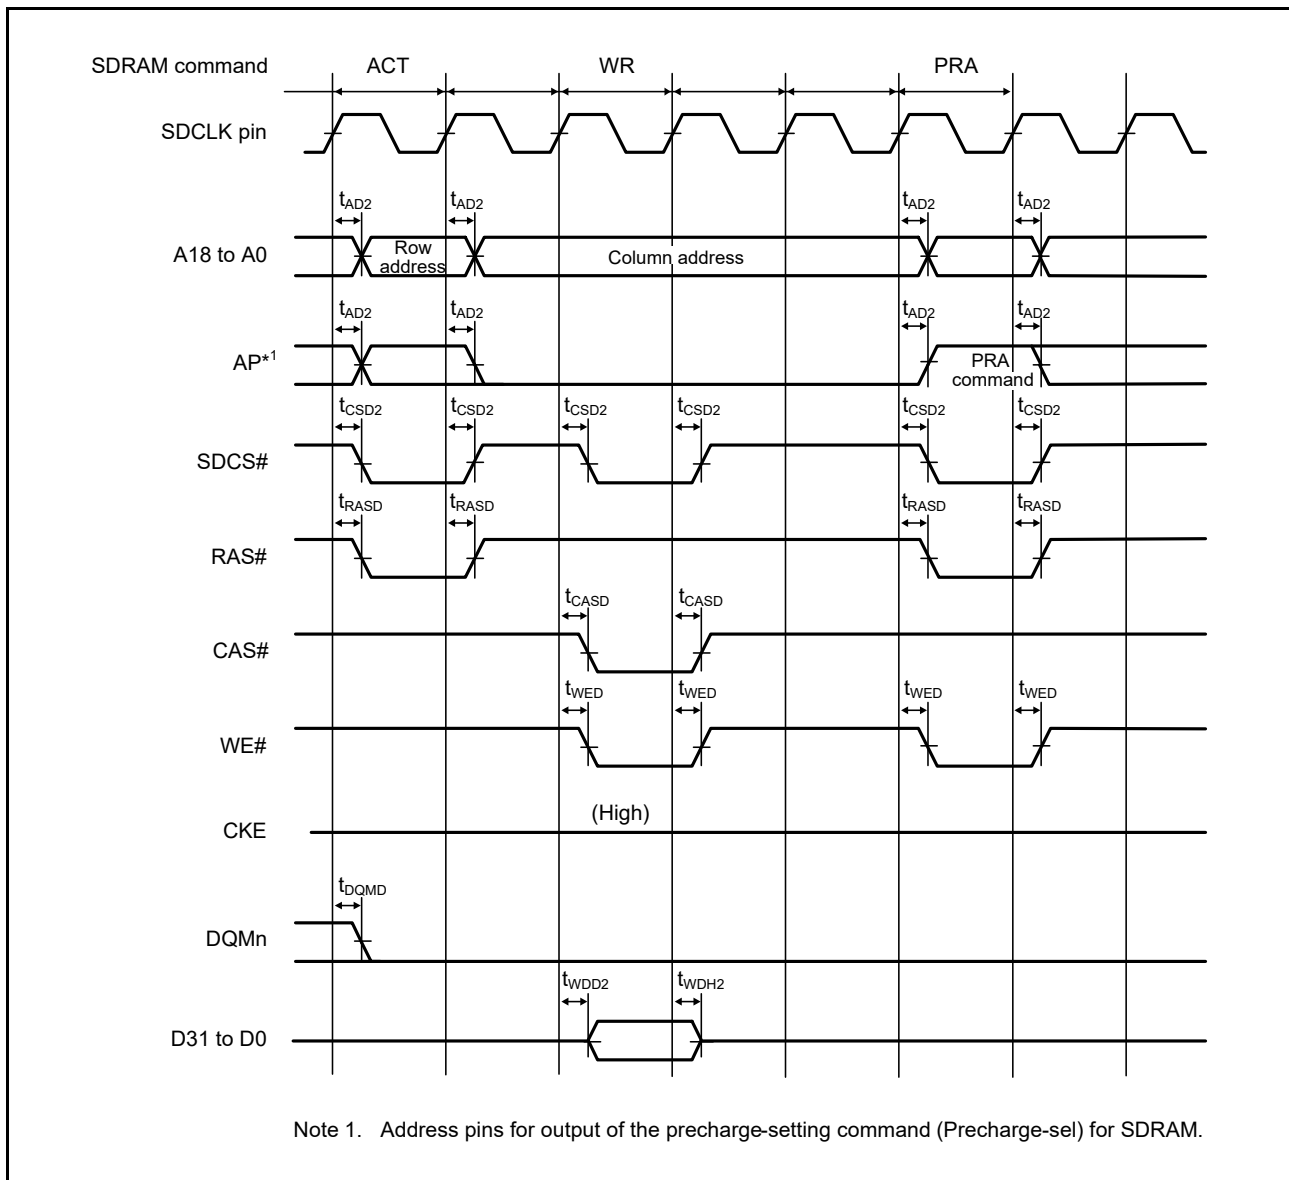 SDRAM command ACT WR PRA
SDCLK pin
tAD2 tAD2 tAD2 tAD2
A18 to A0 Row address Column address
tAD2 tAD2 tAD2 tAD2
AP*1 PRA command
tCSD2 tCSD2 tCSD2 tCSD2 tCSD2 tCSD2
SDCS#
tRASD tRASD tRASD tRASD
RAS#
tCASD tCASD
CAS#
tWED tWED tWED tWED
WE#
(High)
CKE
tDQMD
DQMn
tWDD2 tWDH2
D31 to D0
Note 1. Address pins for output of the precharge-setting command (Precharge-sel) for SDRAM.